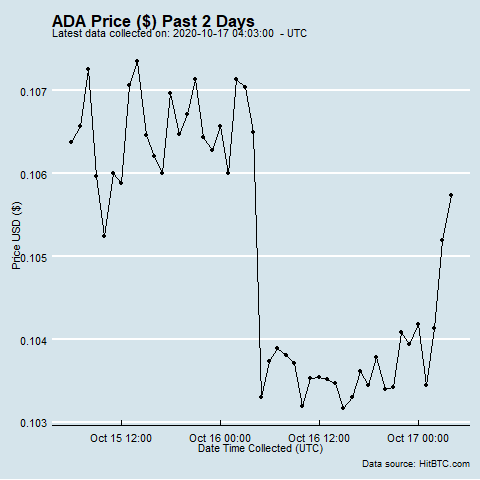 ADA Price ($) Past 2 Days
Latest data collected on: 2020-10-17 04:03:00 - UTC
0.107
0.106
0.105
0.104
0.103
Price USD ($)
Oct 15 12:00 Oct 16 00:00 Oct 16 12:00 Oct 17 00:00
Date Time Collected (UTC)
Data source: HitBTC.com